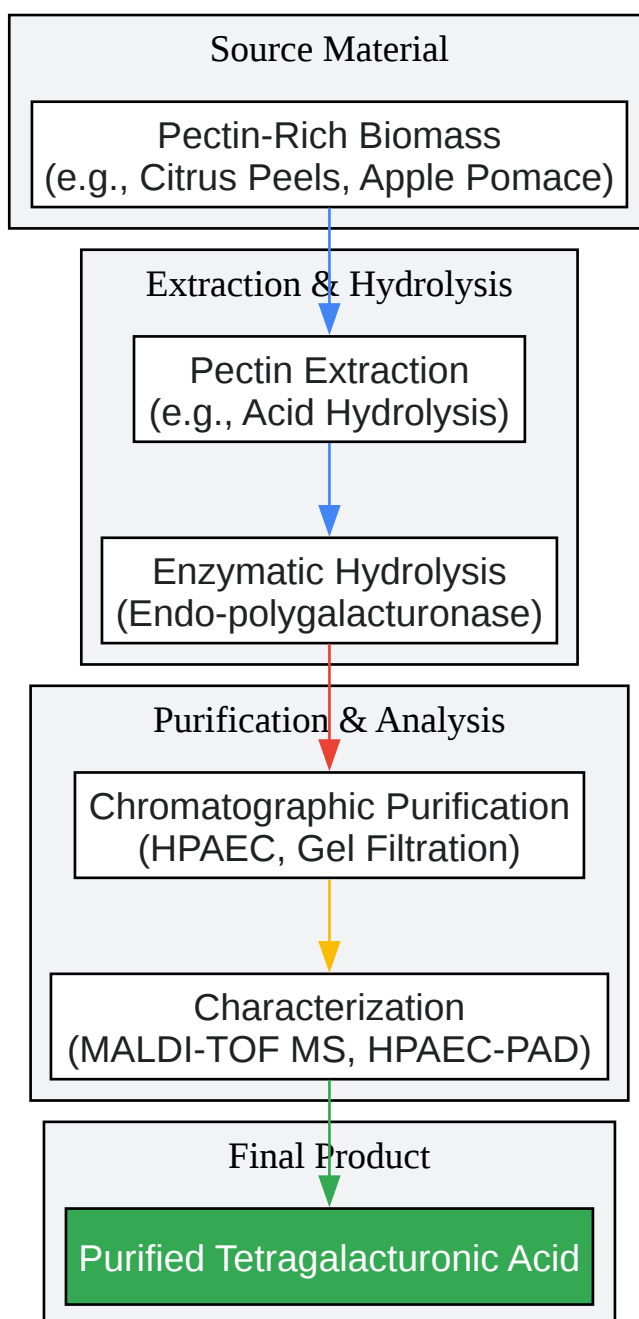 Source Material
Pectin-Rich Biomass
(e.g., Citrus Peels, Apple Pomace)
Extraction & Hydrolysis
Pectin Extraction
(e.g., Acid Hydrolysis)
Enzymatic Hydrolysis
(Endo-polygalacturonase)
Purification & Analysis
Chromatographic Purification
(HPAEC, Gel Filtration)
Characterization
(MALDI-TOF MS, HPAEC-PAD)
Final Product
Purified Tetragalacturonic Acid